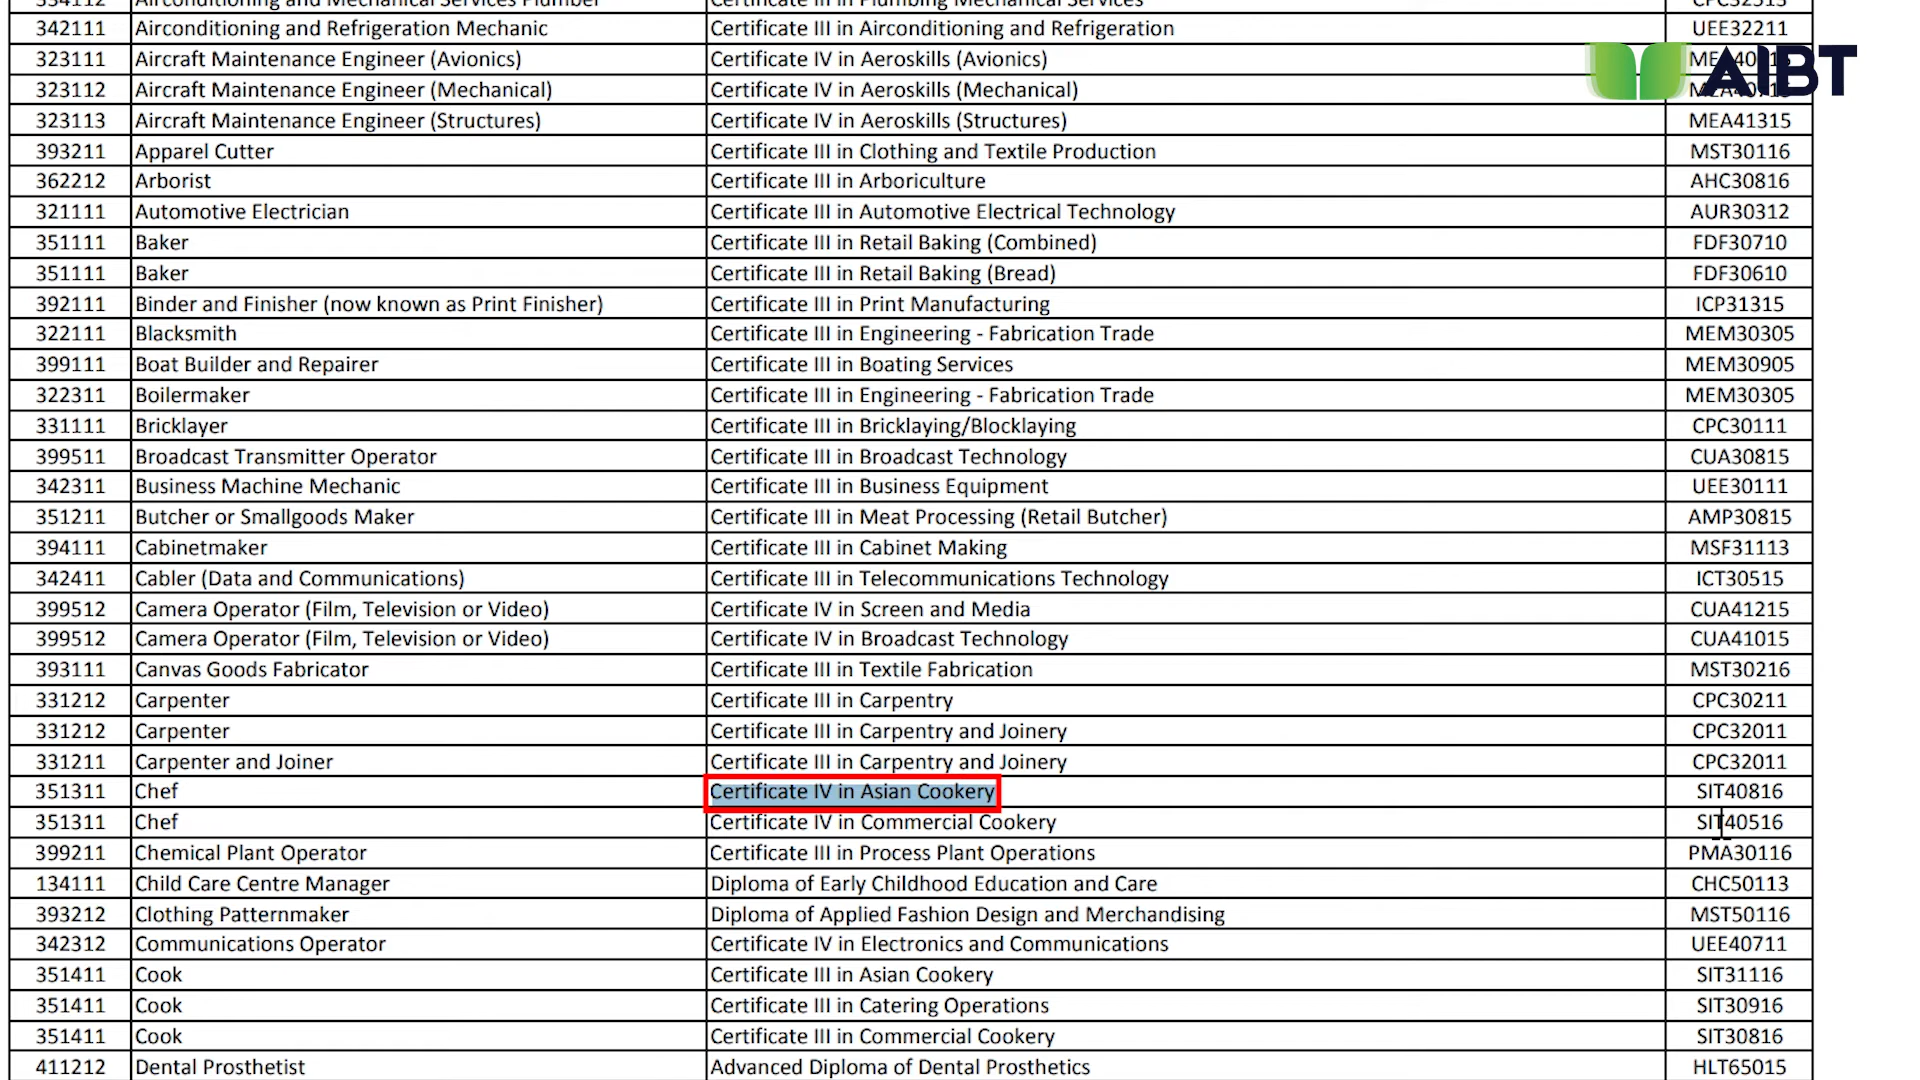 334112 Airconditioning and Mechanical Services Plumber Certificate III in Plumbing Mechanical Services CPC32513
342111 Airconditioning and Refrigeration Mechanic Certificate III in Airconditioning and Refrigeration UEE32211
323111 Aircraft Maintenance Engineer (Avionics) Certificate IV in Aeroskills (Avionics)
AIBT
323112 Aircraft Maintenance Engineer (Mechanical) Certificate IV in Aeroskills (Mechanical)
323113 Aircraft Maintenance Engineer (Structures) Certificate IV in Aeroskills (Structures) MEA41315
393211 Apparel Cutter Certificate III in Clothing and Textile Production MST30116
362212 Arborist Certificate III in Arboriculture AHC30816
321111 Automotive Electrician Certificate III in Automotive Electrical Technology AUR30312
351111 Baker Certificate III in Retail Baking (Combined) FDF30710
351111 Baker Certificate III in Retail Baking (Bread) FDF30610
392111 Binder and Finisher (now known as Print Finisher) Certificate III in Print Manufacturing ICP31315
322111 Blacksmith Certificate III in Engineering - Fabrication Trade MEM30305
399111 Boat Builder and Repairer Certificate III in Boating Services MEM30905
322311 Boilermaker Certificate III in Engineering - Fabrication Trade MEM30305
331111 Bricklayer Certificate III in Bricklaying/Blocklaying CPC30111
399511 Broadcast Transmitter Operator Certificate III in Broadcast Technology CUA30815
342311 Business Machine Mechanic Certificate III in Business Equipment UEE30111
351211 Butcher or Smallgoods Maker Certificate III in Meat Processing (Retail Butcher) AMP30815
394111 Cabinetmaker Certificate III in Cabinet Making MSF31113
342411 Cabler (Data and Communications) Certificate III in Telecommunications Technology ICT30515
399512 Camera Operator (Film, Television or Video) Certificate IV in Screen and Media CUA41215
399512 Camera Operator (Film, Television or Video) Certificate IV in Broadcast Technology CUA41015
393111 Canvas Goods Fabricator Certificate III in Textile Fabrication MST30216
331212 Carpenter Certificate III in Carpentry CPC30211
331212 Carpenter Certificate III in Carpentry and Joinery CPC32011
331211 Carpenter and Joiner Certificate III in Carpentry and Joinery CPC32011
351311 Chef Certificate IV in Asian Cookery SIT40816
351311 Chef Certificate IV in Commercial Cookery SIT40516
399211 Chemical Plant Operator Certificate III in Process Plant Operations PMA30116
134111 Child Care Centre Manager Diploma of Early Childhood Education and Care CHC50113
393212 Clothing Patternmaker Diploma of Applied Fashion Design and Merchandising MST50116
342312 Communications Operator Certificate IV in Electronics and Communications UEE40711
351411 Cook Certificate III in Asian Cookery SIT31116
351411 Cook Certificate III in Catering Operations SIT30916
351411 Cook Certificate III in Commercial Cookery SIT30816
411212 Dental Prosthetist Advanced Diploma of Dental Prosthetics HLT65015